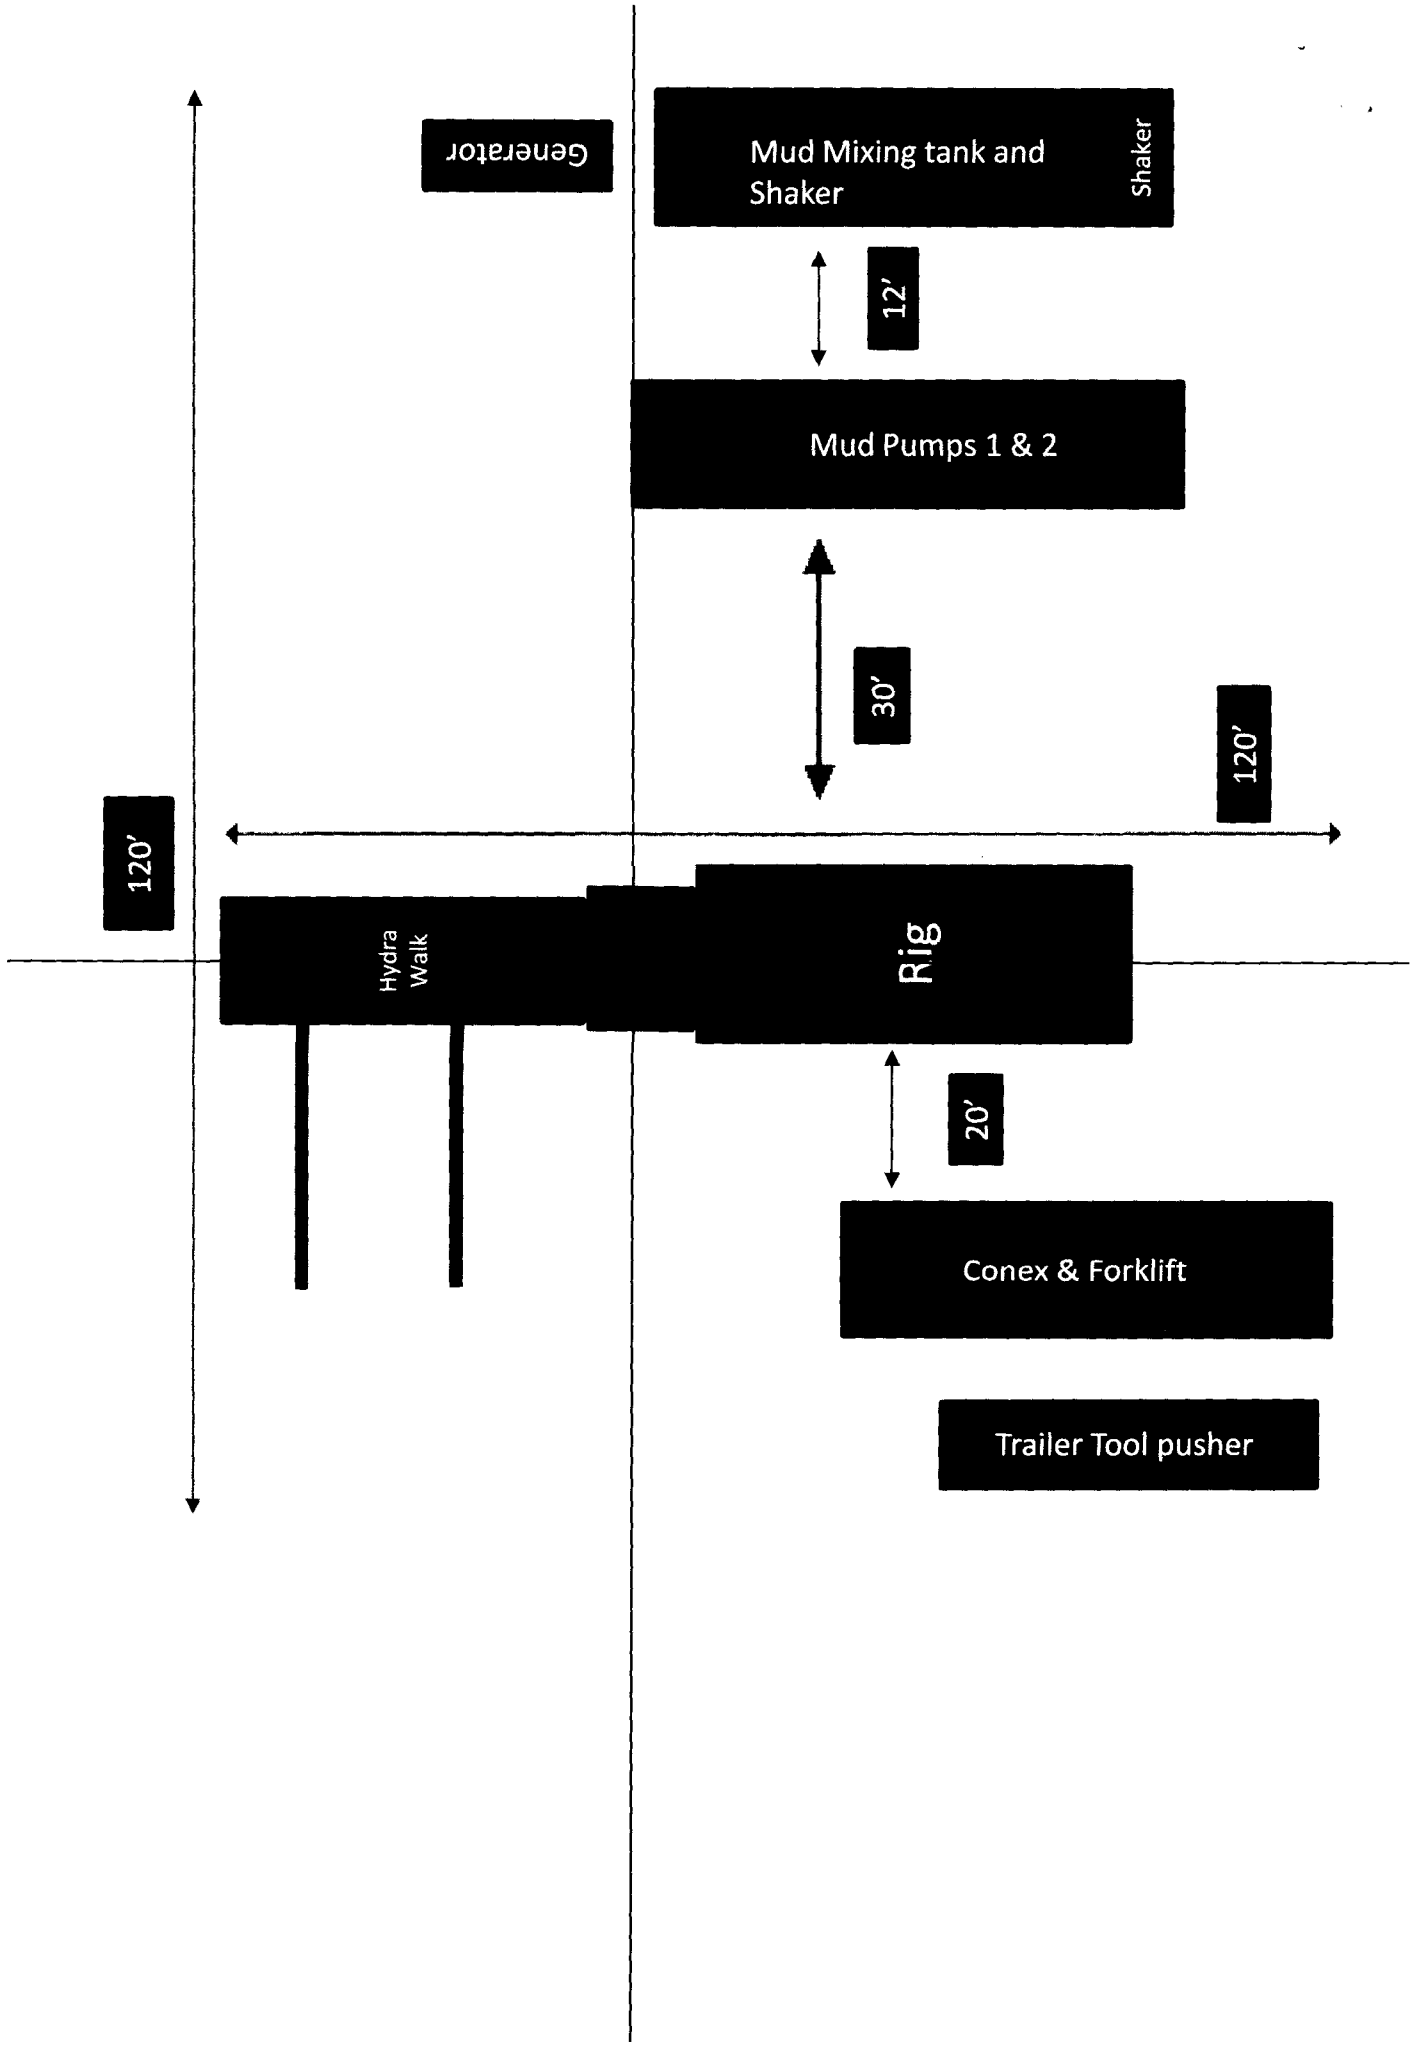 Generator
Mud Mixing tank and
Shaker
Shaker
12'
Mud Pumps 1 & 2
30'
120'
120'
Hydra
Walk
Rig
20'
Conex & Forklift
Trailer Tool pusher